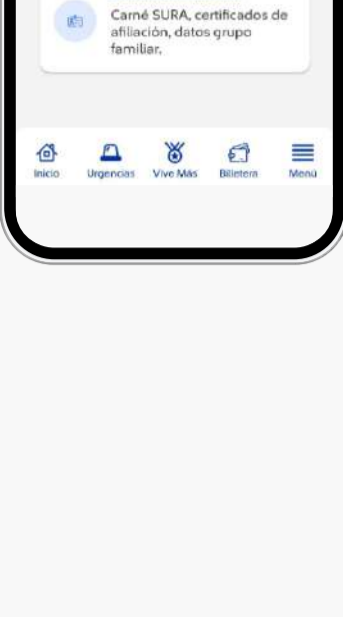 Carné SURA, certificados de
afiliación, datos grupo
familiar.
Inicio Urgencias Vive Más Billetera Menú